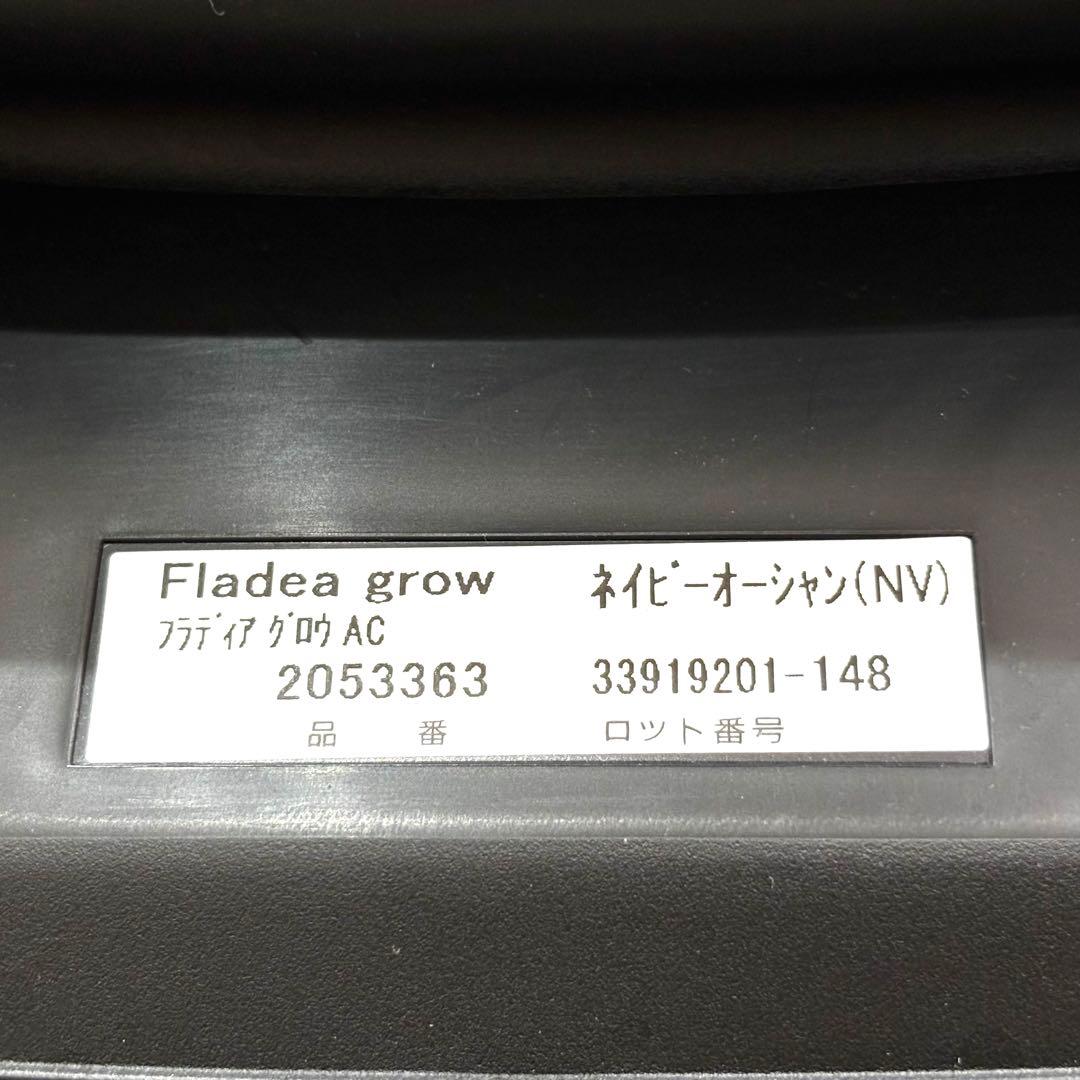 Fladea grow ネイビーオーシャン(NV)
フラディア グロウ AC
2053363 33919201-148
品番 ロット番号